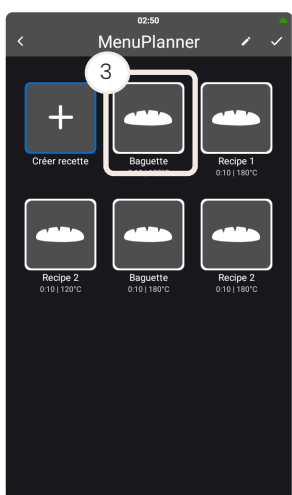 02:50
MenuPlanner
3
Créer recette
Baguette
Recipe 1
0:10 | 180°C
Recipe 2
Baguette
Recipe 2
0:10 | 120°C
0:10 | 180°C
0:10 | 180°C